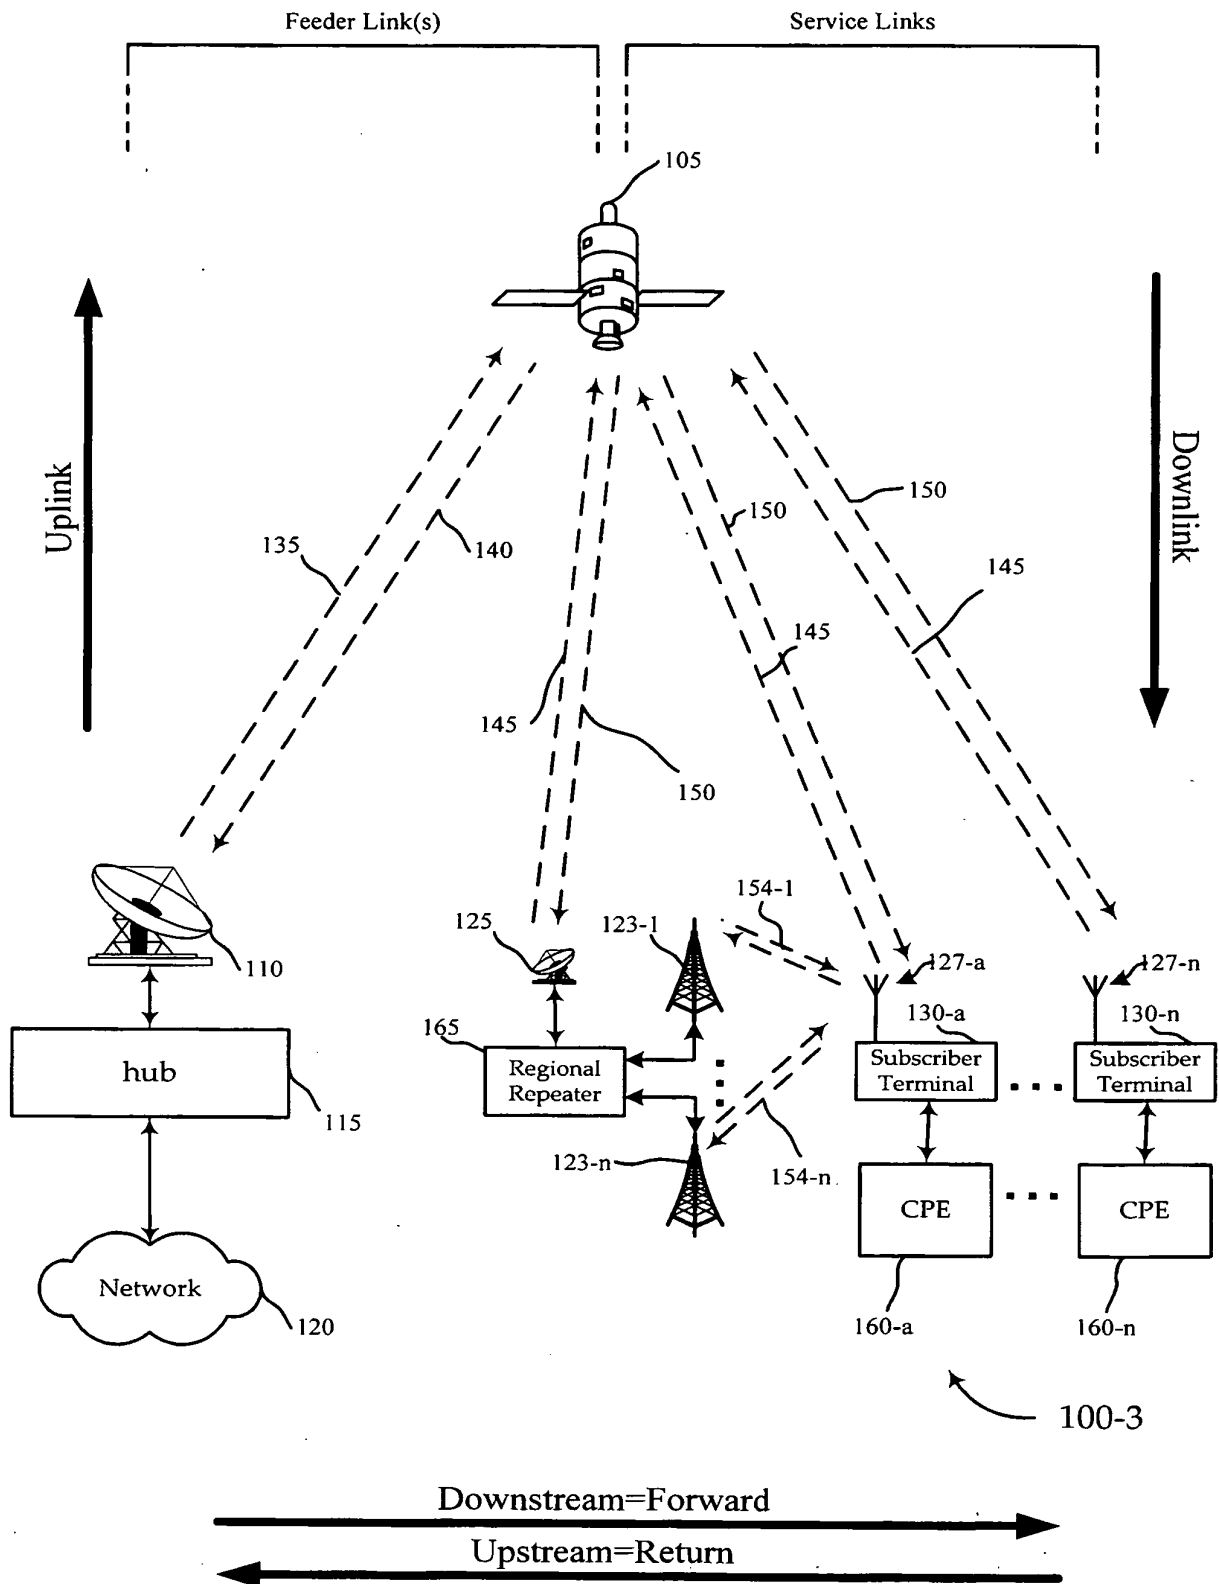 Feeder Link(s)
Service Links
105
Uplink
Downlink
150
150
135
140
145
145
145
150
154-1
125
123-1
110
127-a
127-n
165
130-a
130-n
hub
Regional
Repeater
Subscriber
Terminal
Subscriber
Terminal
115
123-n
154-n
CPE
CPE
Network
120
160-a
160-n
100-3
Downstream=Forward
Upstream=Return